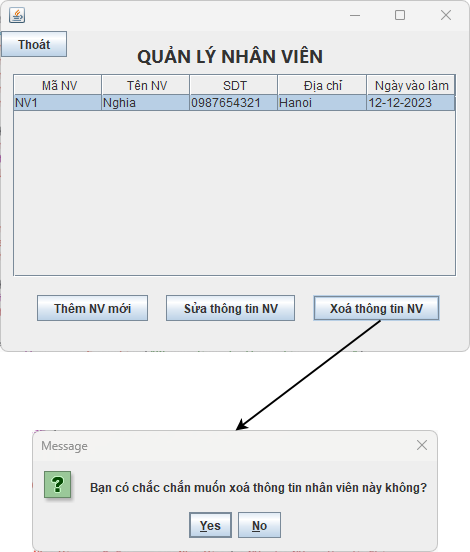 Thoát
QUẢN LÝ NHÂN VIÊN
Mã NV Tên NV SDT Địa chỉ Ngày vào làm
NV1 Nghia 0987654321 Hanoi 12-12-2023
Thêm NV mới Sửa thông tin NV Xoá thông tin NV
Message
Bạn có chắc chắn muốn xoá thông tin nhân viên này không?
Yes No